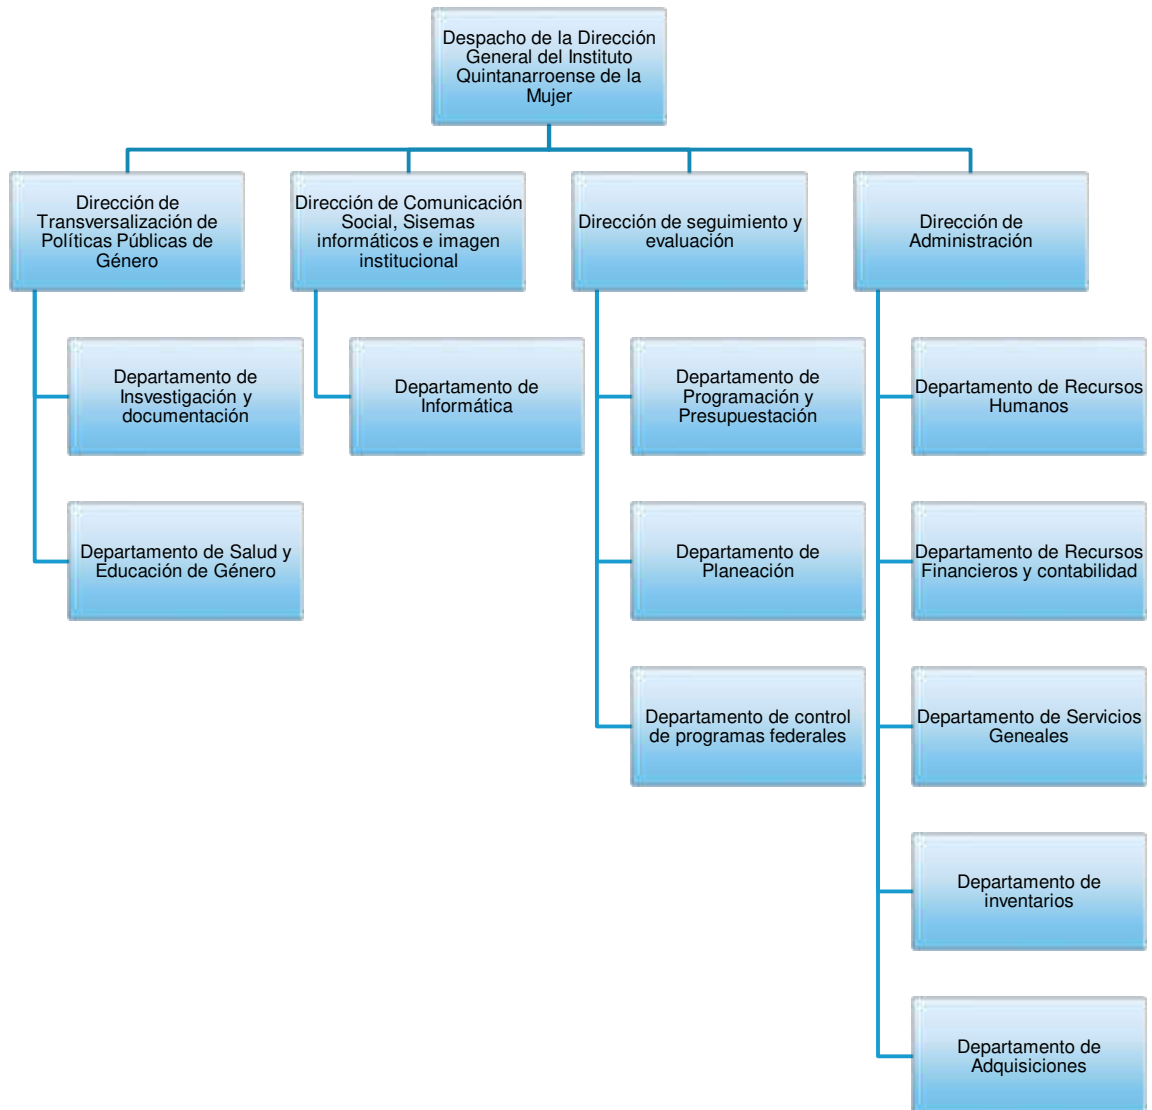 Despacho de la Dirección
General del Instituto
Quintanarroense de la
Mujer
Dirección de
Transversalización de
Políticas Públicas de
Género
Dirección de Comunicación
Social, Sisemas
informáticos e imagen
institucional
Dirección de seguimiento y
evaluación
Dirección de
Administración
Departamento de
Insvestigación y
documentación
Departamento de
Informática
Departamento de
Programación y
Presupuestación
Departamento de Recursos
Humanos
Departamento de Salud y
Educación de Género
Departamento de
Planeación
Departamento de Recursos
Financieros y contabilidad
Departamento de control
de programas federales
Departamento de Servicios
Geneales
Departamento de
inventarios
Departamento de
Adquisiciones